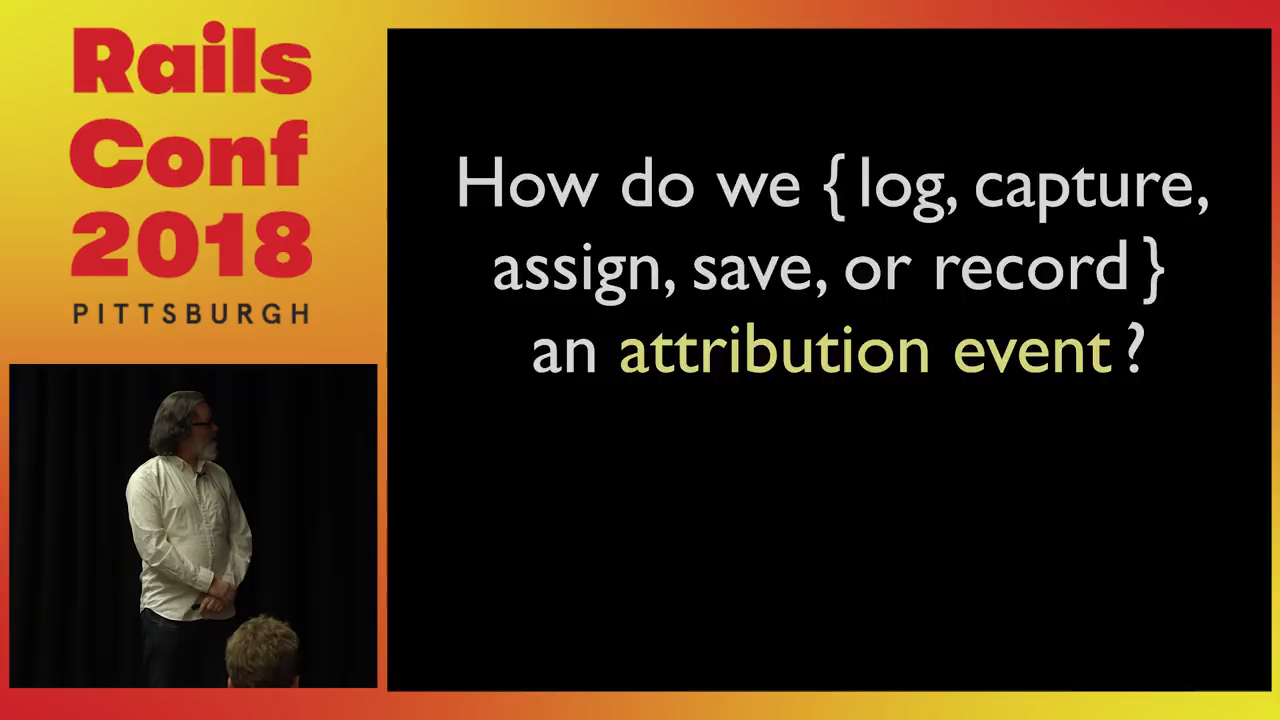 Rails
Conf
2018
PITTSBURGH
How do we { log, capture,
assign, save, or record }
an attribution event ?